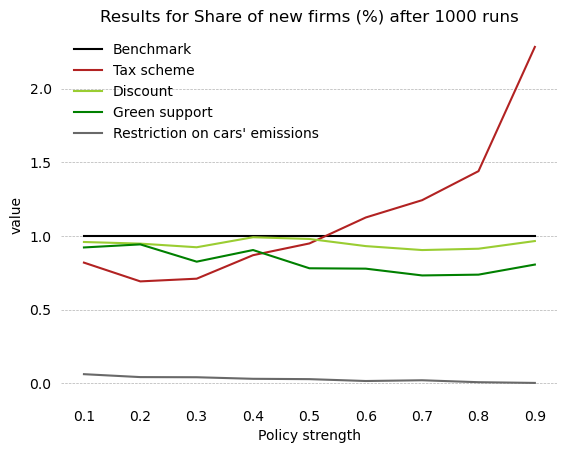 Results for Share of new firms (%) after 1000 runs
Benchmark
Tax scheme
Discount
Green support
Restriction on cars' emissions
value
2.0
1.5
1.0
0.5
0.0
0.1 0.2 0.3 0.4 0.5 0.6 0.7 0.8 0.9
Policy strength